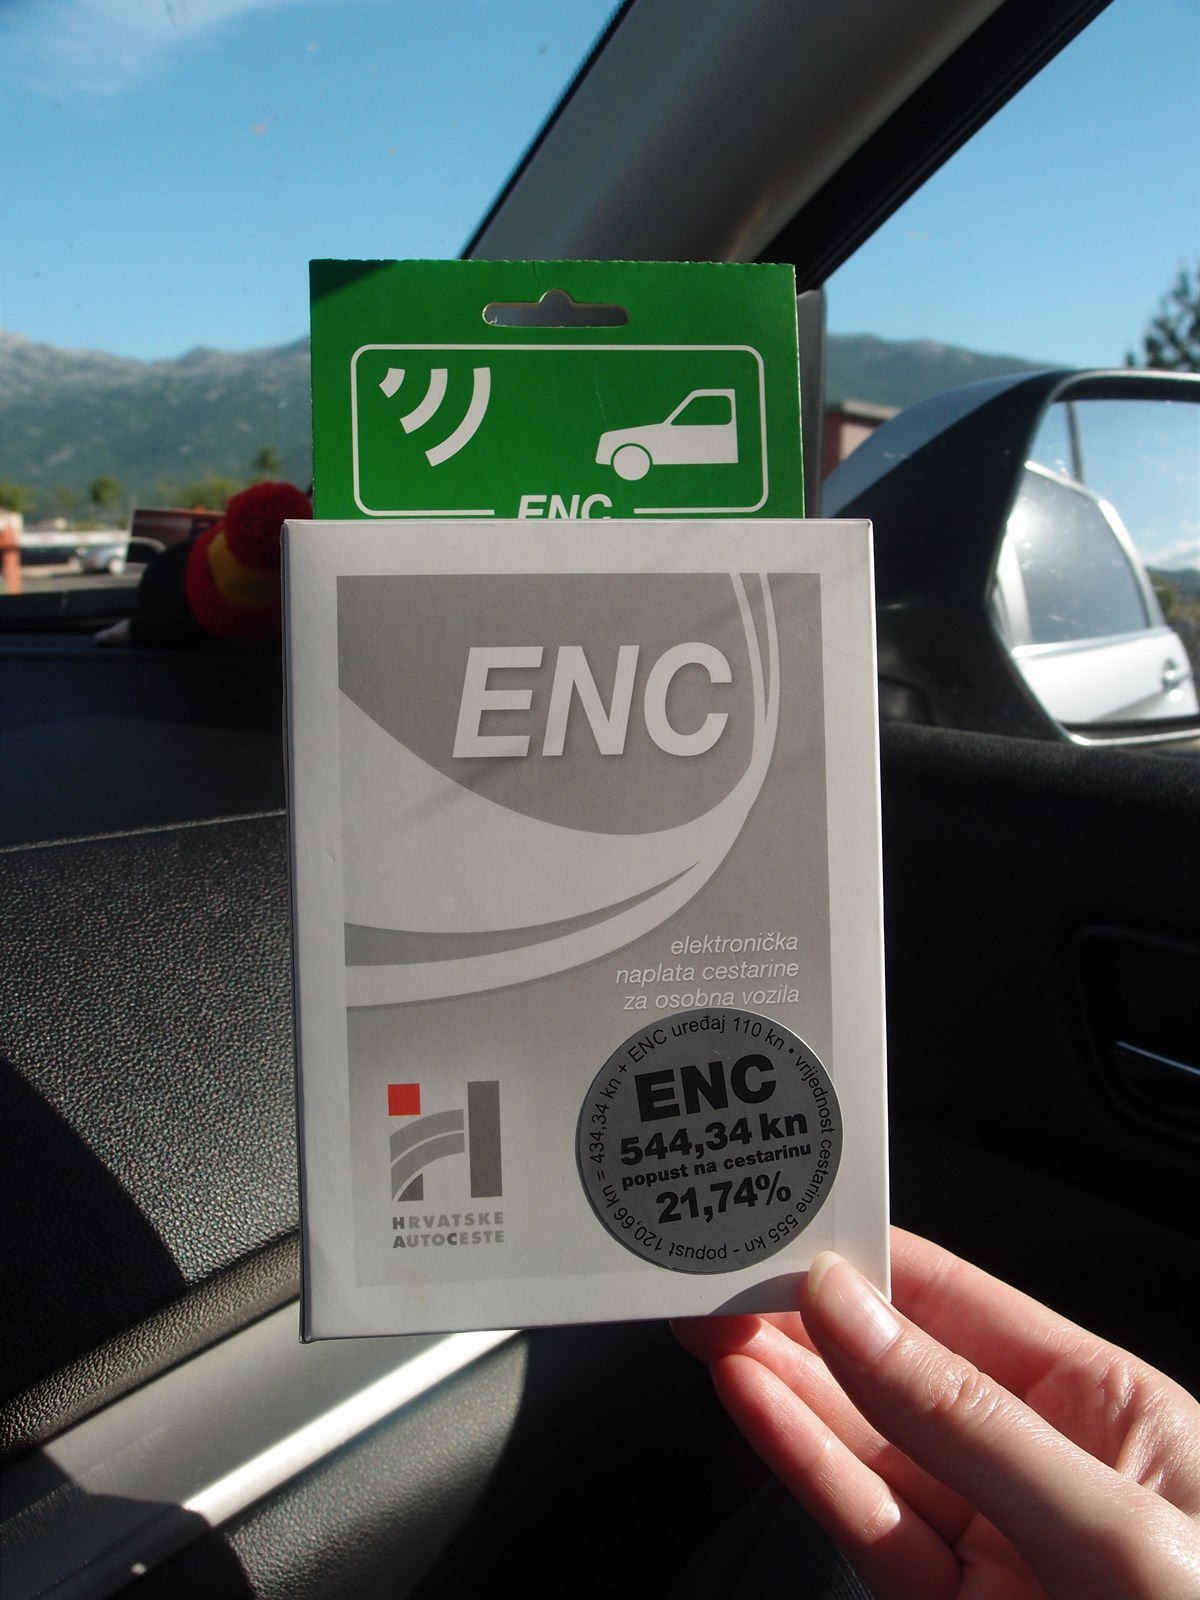 ENC
ENC
elektronička
naplata cestarine
za osobna vozila
HRVATSKE
AUTOCESTE
ENC
544,34 kn
popust na cestarinu
21,74%
vrijednost cestarine 555 kn - popust 120,66 kn = 434,34 kn + ENC uređaj 110 kn •